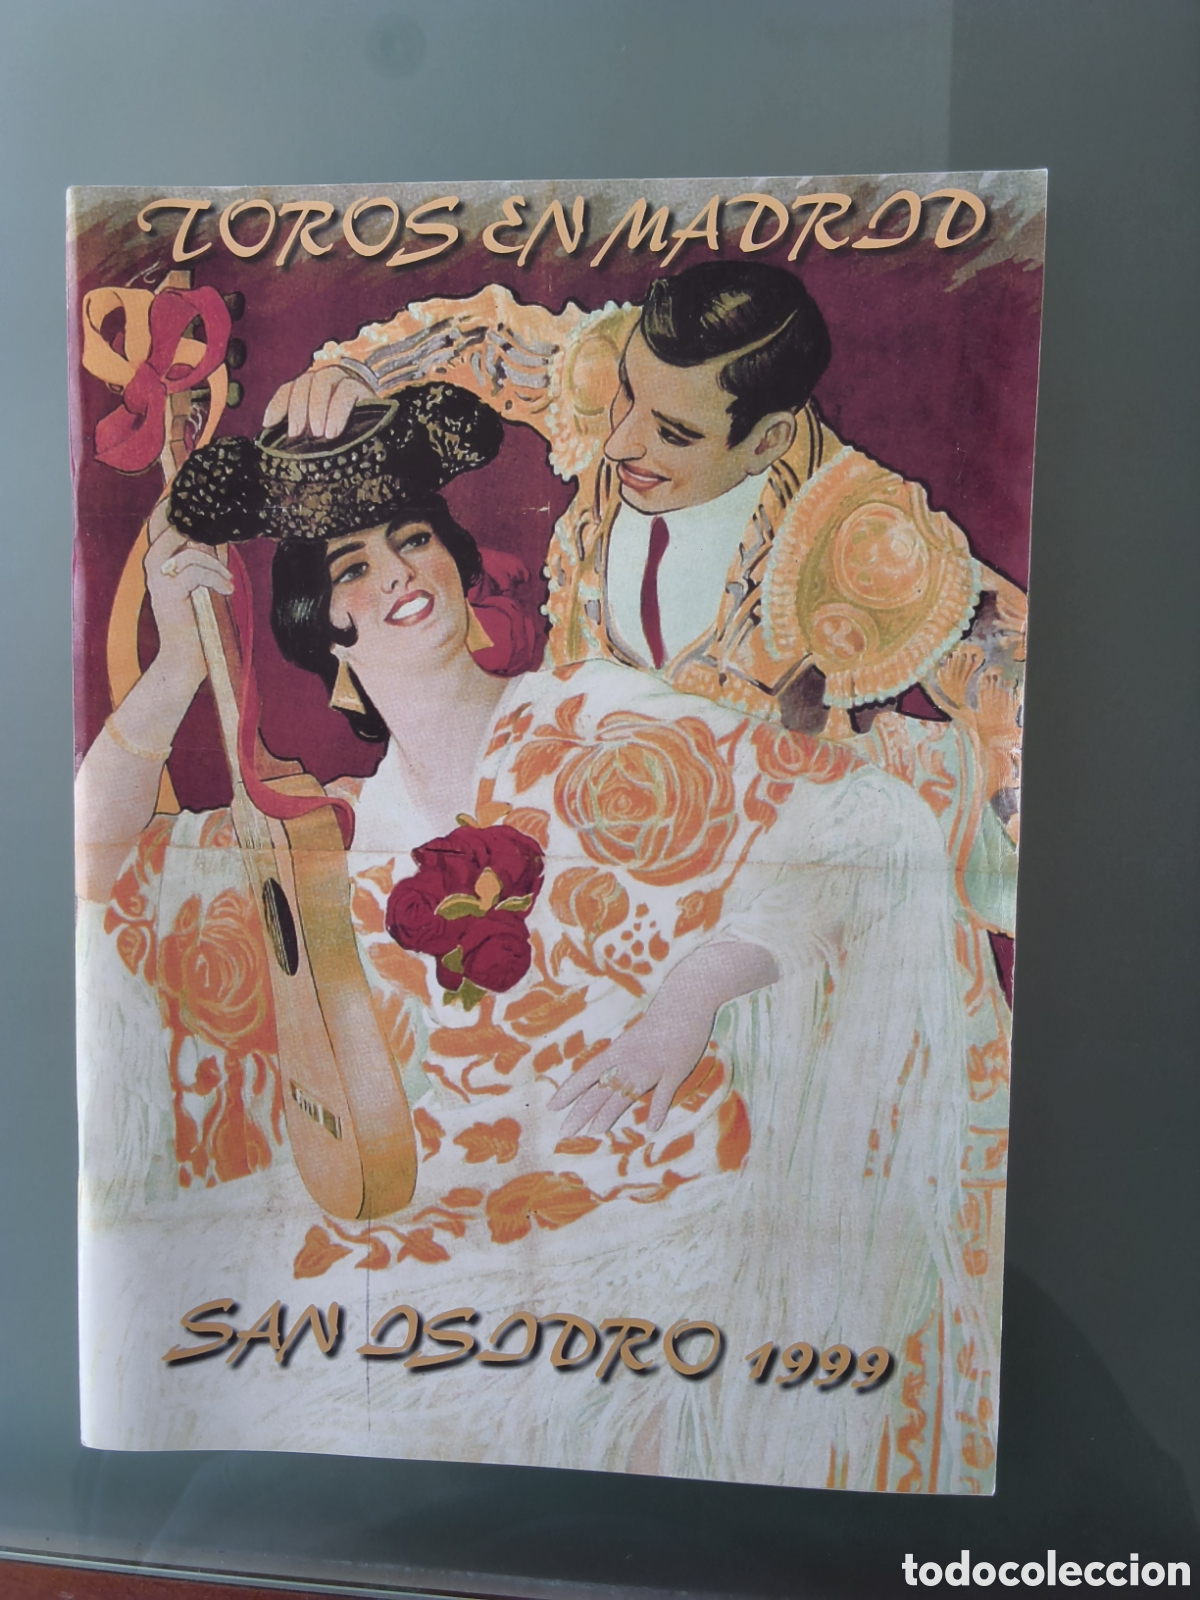 TOROS EN MADRID
SAN ISIDRO 1999
todocoleccion